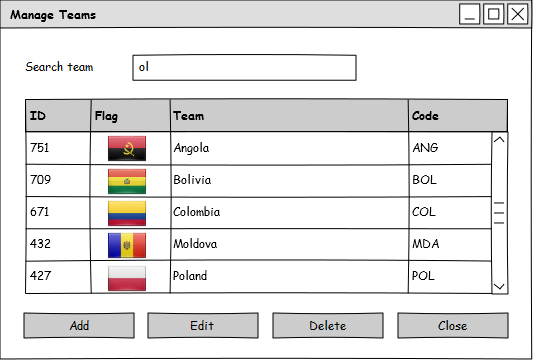 Manage Teams
Search team ol
ID Flag Team Code
751 Angola ANG
709 Bolivia BOL
671 Colombia COL
432 Moldova MDA
427 Poland POL
Add Edit Delete Close